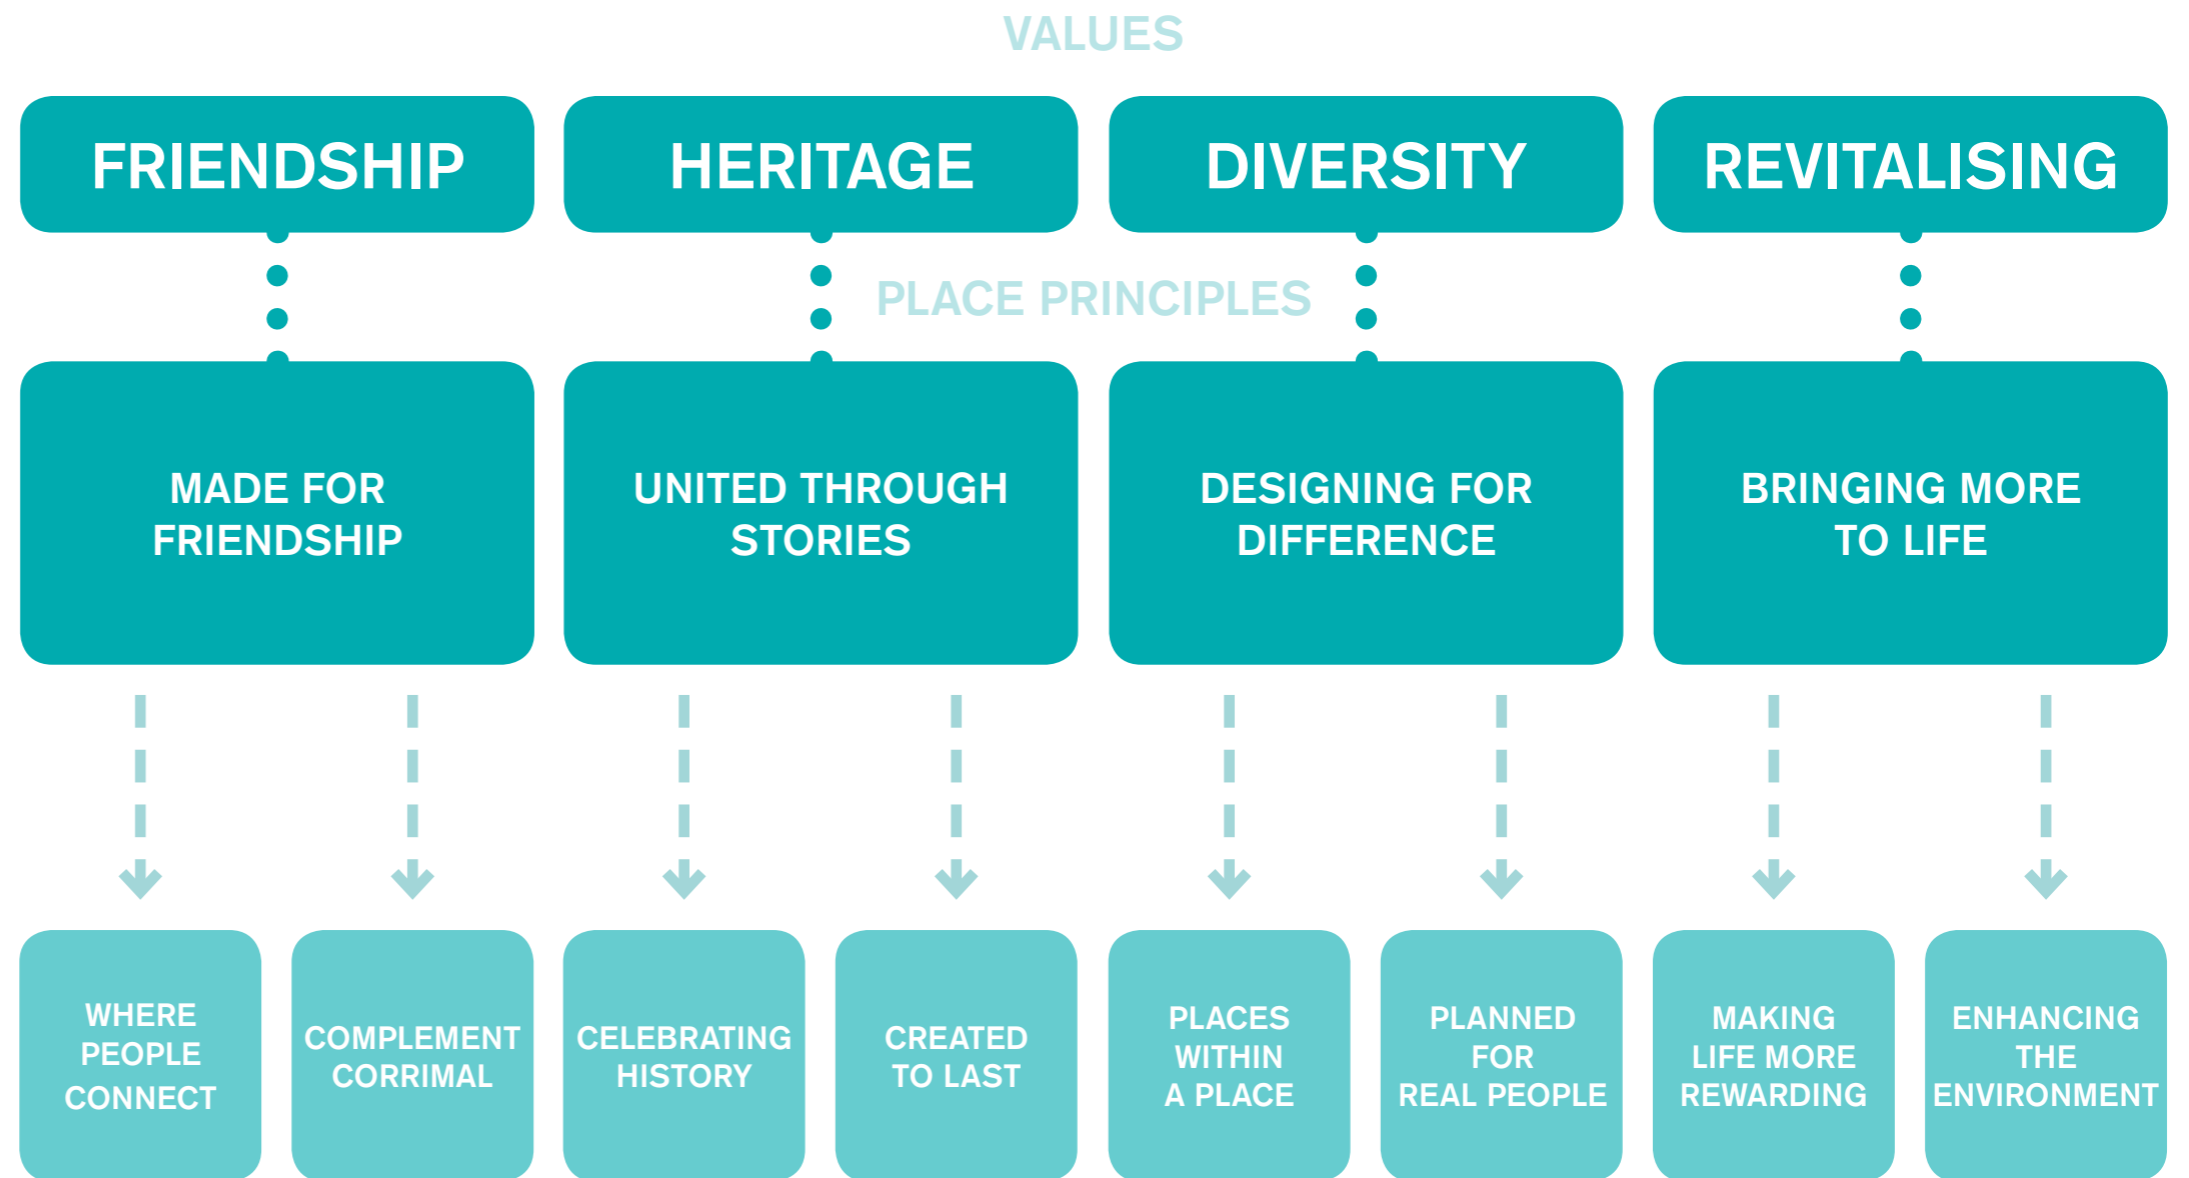 VALUES
FRIENDSHIP
HERITAGE
DIVERSITY
REVITALISING
PLACE PRINCIPLES
MADE FOR
FRIENDSHIP
UNITED THROUGH
STORIES
DESIGNING FOR
DIFFERENCE
BRINGING MORE
TO LIFE
WHERE
PEOPLE
CONNECT
COMPLEMENT
CORRIMAL
CELEBRATING
HISTORY
CREATED
TO LAST
PLACES
WITHIN
A PLACE
PLANNED
FOR
REAL PEOPLE
MAKING
LIFE MORE
REWARDING
ENHANCING
THE
ENVIRONMENT